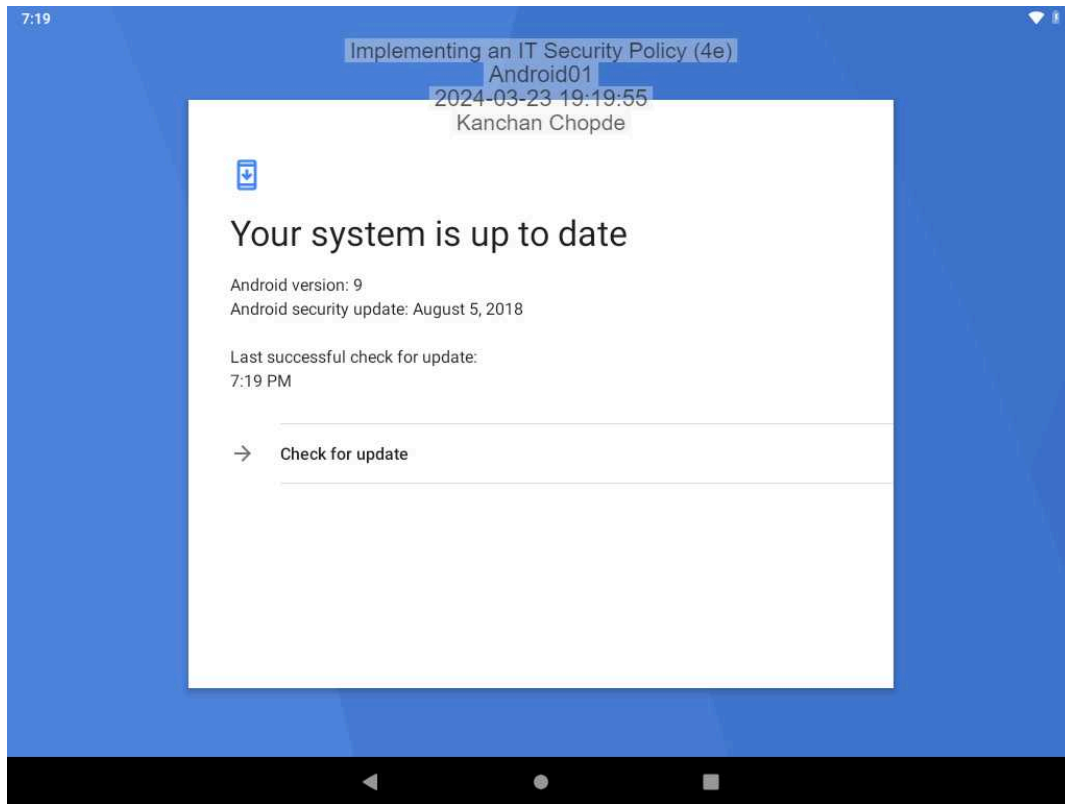 7:19
Implementing an IT Security Policy (4e)
Android01
2024-03-23 19:19:55
Kanchan Chopde
Your system is up to date
Android version: 9
Android security update: August 5, 2018
Last successful check for update:
7:19 PM
Check for update